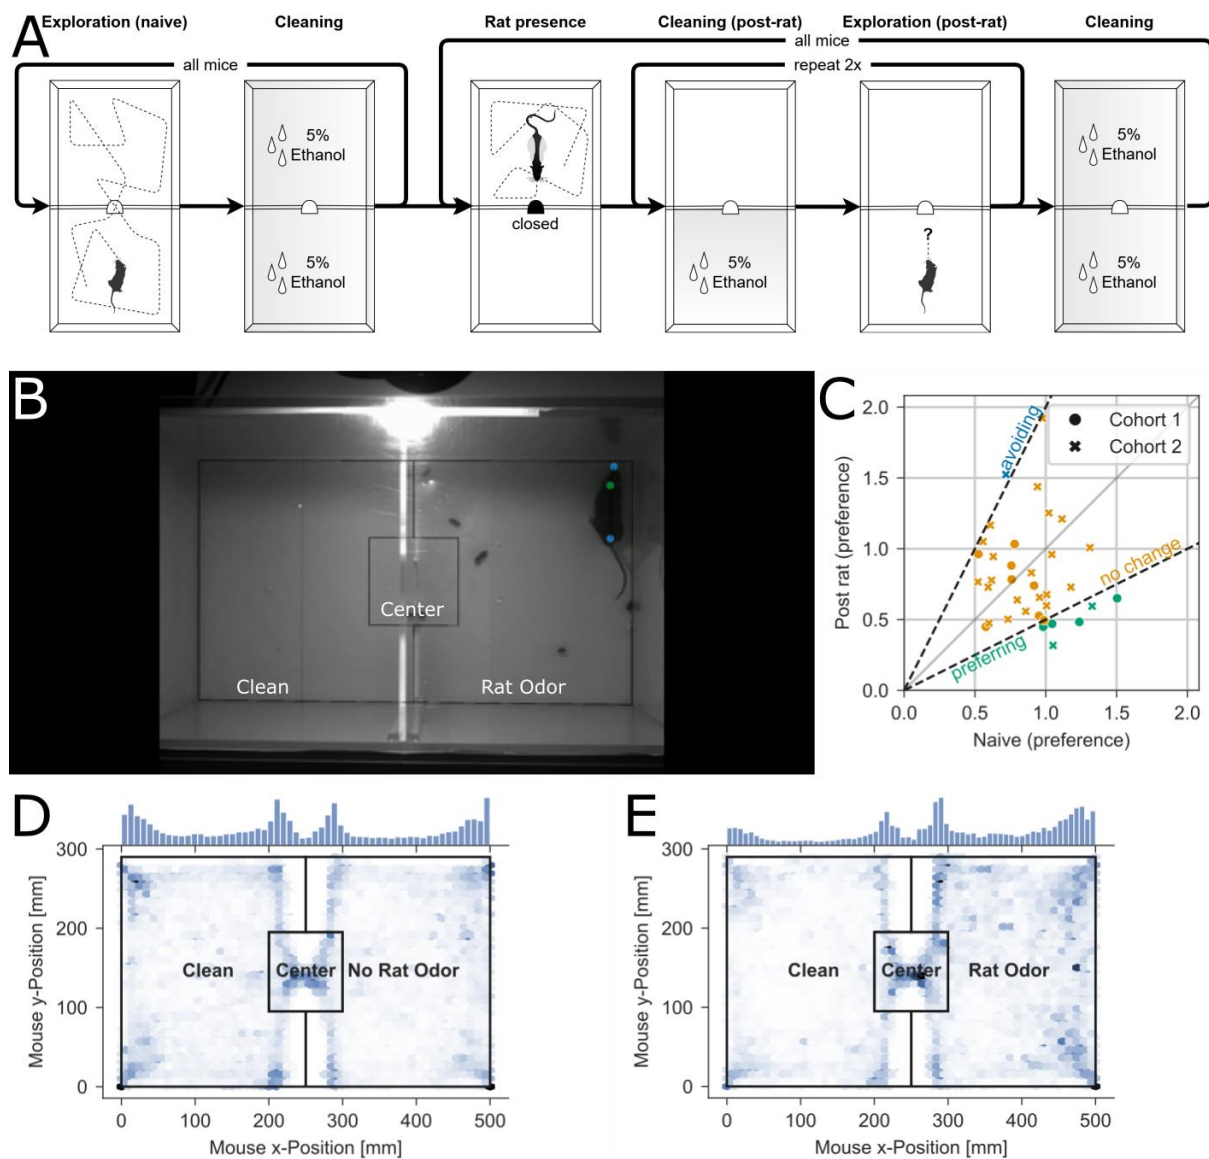 A
Exploration (naive)
Cleaning
Rat presence
Cleaning (post-rat)
Exploration (post-rat)
Cleaning
all mice
all mice
repeat 2x
5%
Ethanol
5%
Ethanol
closed
5%
Ethanol
?
5%
Ethanol
5%
Ethanol
B
Center
Clean
Rat Odor
C
Cohort 1
Cohort 2
avoiding
no change
preferring
2.0
1.5
1.0
0.5
0.0
Post rat (preference)
0.0 0.5 1.0 1.5 2.0
Naive (preference)
D
300
200
100
0
Mouse y-Position [mm]
Clean Center No Rat Odor
0 100 200 300 400 500
Mouse x-Position [mm]
E
300
200
100
0
Mouse y-Position [mm]
Clean Center Rat Odor
0 100 200 300 400 500
Mouse x-Position [mm]